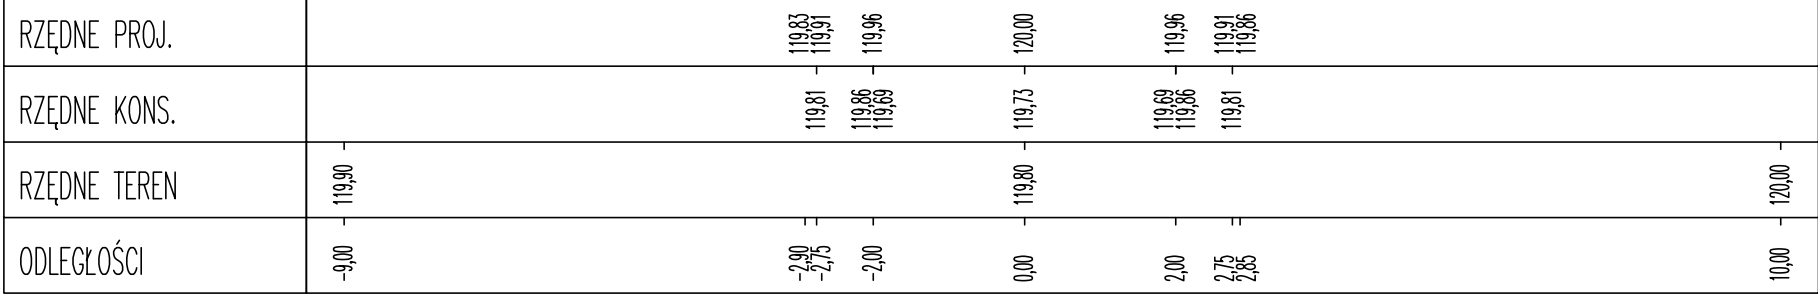 RZĘDNE PROJ. 119,83 119,91 119,96 120,00 119,96 119,91 119,86
RZĘDNE KONS. 119,81 119,86 119,69 119,73 119,69 119,86 119,81
RZĘDNE TEREN 119,90 119,80 120,00
ODLEGŁOŚCI -9,00 -2,90 -2,75 -2,00 0,00 2,00 2,75 2,85 10,00